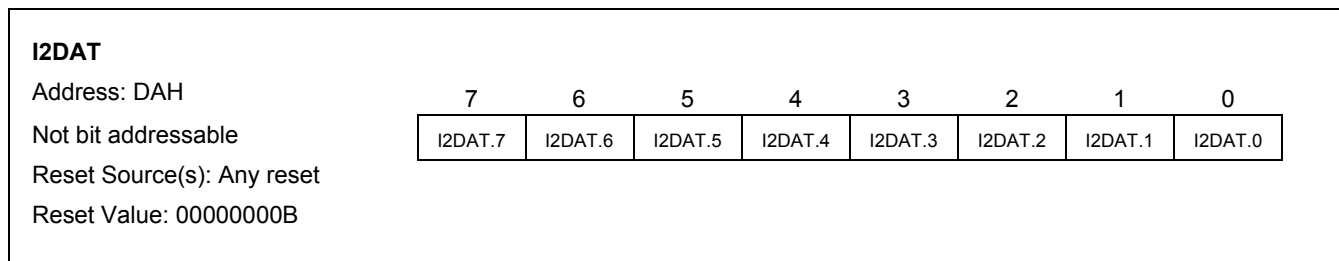 I2DAT
Address: DAH
7 6 5 4 3 2 1 0
Not bit addressable
I2DAT.7 I2DAT.6 I2DAT.5 I2DAT.4 I2DAT.3 I2DAT.2 I2DAT.1 I2DAT.0
Reset Source(s): Any reset
Reset Value: 00000000B